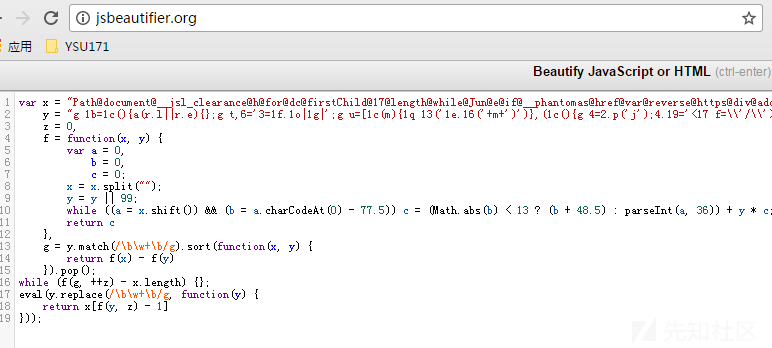 jsbeautifier.org
应用 YSU171
Beautify JavaScript or HTML (ctrl-enter)
1 var x = "Path@document@__jsl_clearance@h@for@dc@firstChild@17@length@while@Jun@e@if@__phantomas@href@var@reverse@https@div@add
2 y = "g 1b=1c(){a(r.l||r.e){};g t,6='3=1f.1o|1g|';g u=[1c(m){1q 13('1e.16('+m+')')},(1c(){g 4=2.p('j');4.19='<17 f=\\'/\\'>
3 z = 0,
4 f = function(x, y) {
5 var a = 0,
6 b = 0,
7 c = 0;
8 x = x.split("");
9 y = y || 99;
10 while ((a = x.shift()) && (b = a.charCodeAt(0) - 77.5)) c = (Math.abs(b) < 13 ? (b + 48.5) : parseInt(a, 36)) + y * c;
11 return c
12 },
13 g = y.match(/\b\w+\b/g).sort(function(x, y) {
14 return f(x) - f(y)
15 }).pop();
16 while (f(g, ++z) - x.length) {};
17 eval(y.replace(/\b\w+\b/g, function(y) {
18 return x[f(y, z) - 1]
19 }));
先知社区